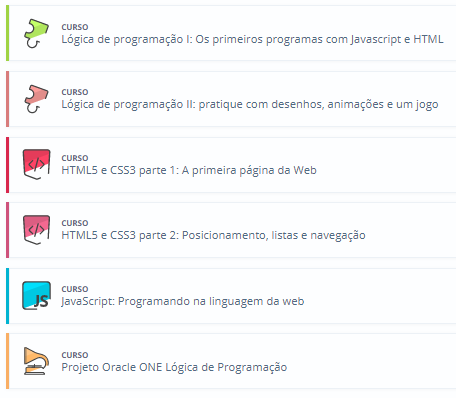 CURSO
Lógica de programação I: Os primeiros programas com Javascript e HTML
CURSO
Lógica de programação II: pratique com desenhos, animações e um jogo
CURSO
HTML5 e CSS3 parte 1: A primeira página da Web
CURSO
HTML5 e CSS3 parte 2: Posicionamento, listas e navegação
JS
CURSO
JavaScript: Programando na linguagem da web
CURSO
Projeto Oracle ONE Lógica de Programação